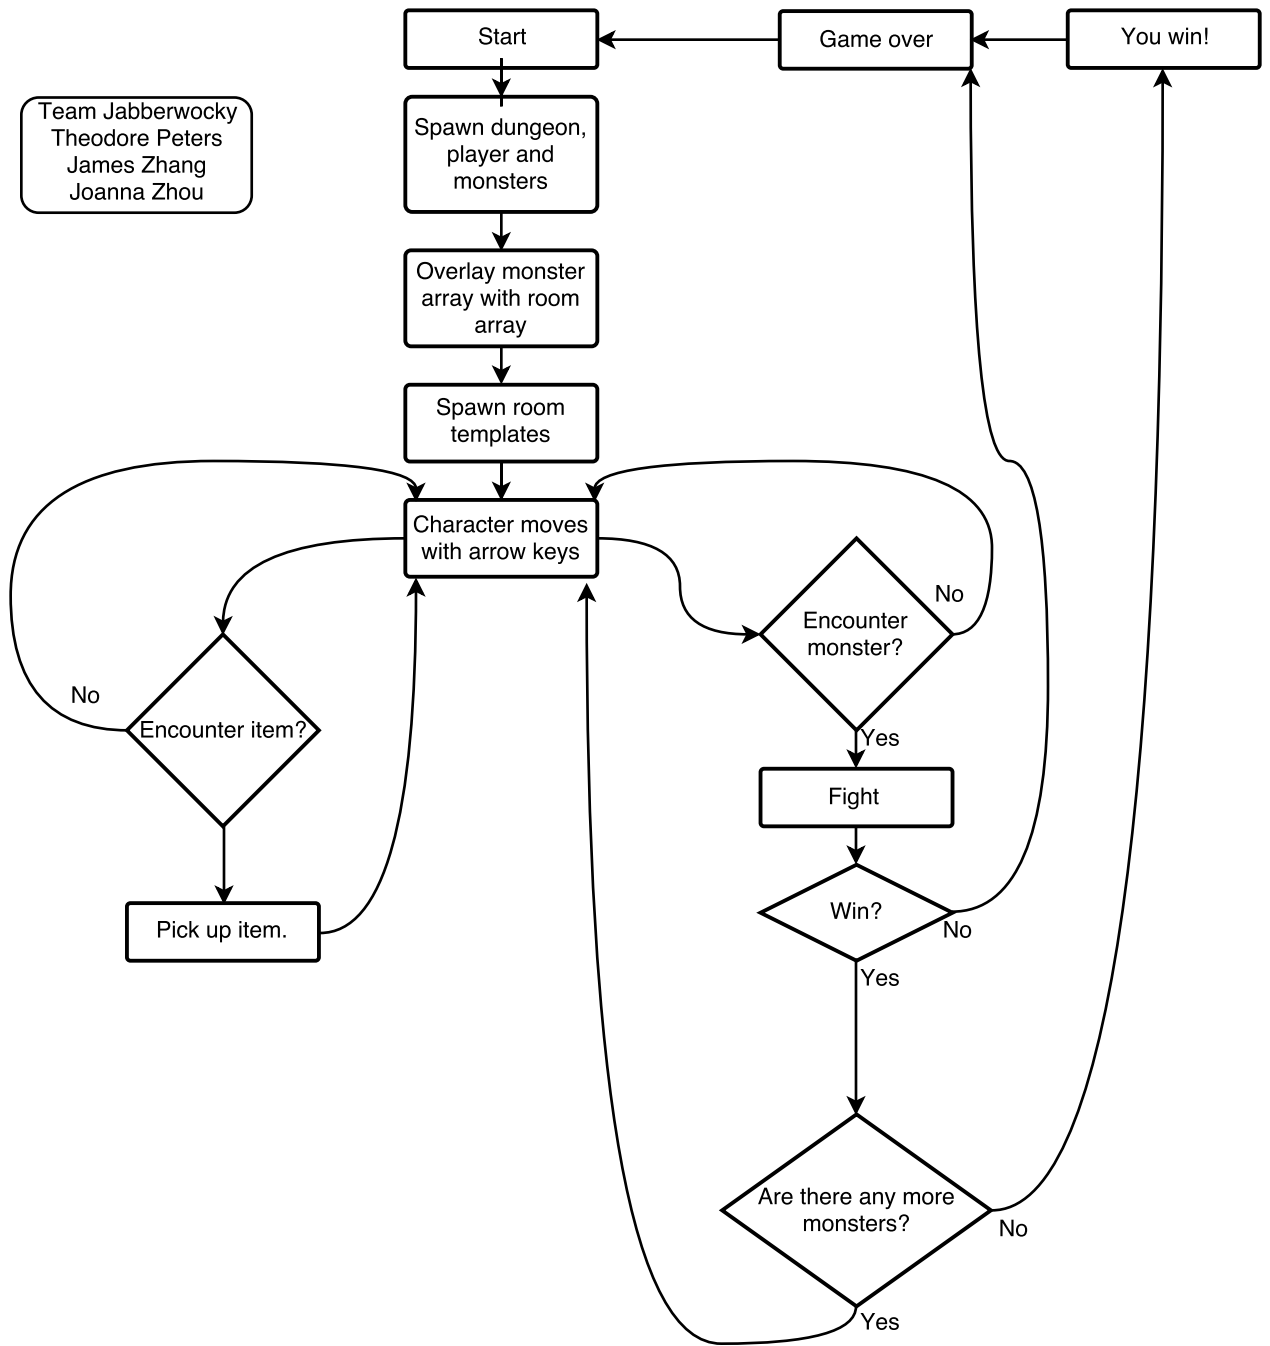 Start
Game over
You win!
Team Jabberwocky
Theodore Peters
James Zhang
Joanna Zhou
Spawn dungeon,
player and
monsters
Overlay monster
array with room
array
Spawn room
templates
Character moves
with arrow keys
No
Encounter
monster?
No
Encounter item?
Yes
Fight
Win?
No
Pick up item.
Yes
Are there any more
monsters?
No
Yes